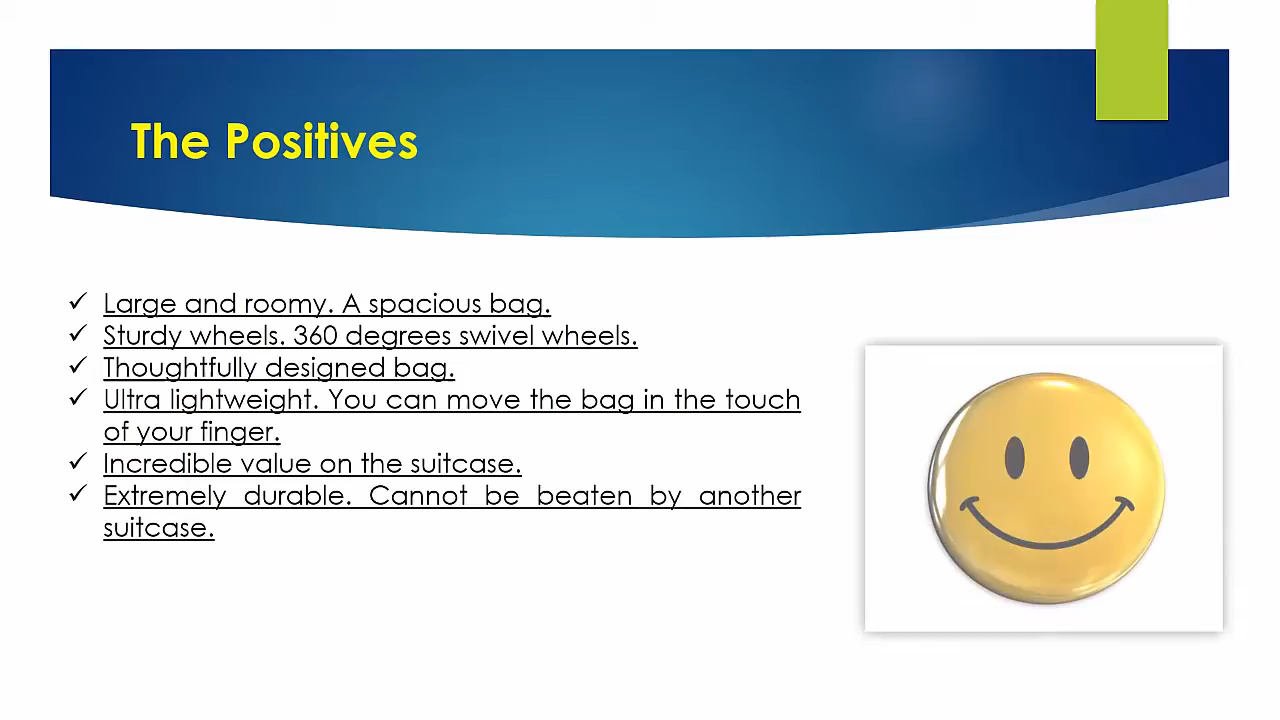 The Positives
✓ Large and roomy. A spacious bag.
✓ Sturdy wheels. 360 degrees swivel wheels.
✓ Thoughtfully designed bag.
✓ Ultra lightweight. You can move the bag in the touch
of your finger.
✓ Incredible value on the suitcase.
✓ Extremely durable. Cannot be beaten by another
suitcase.